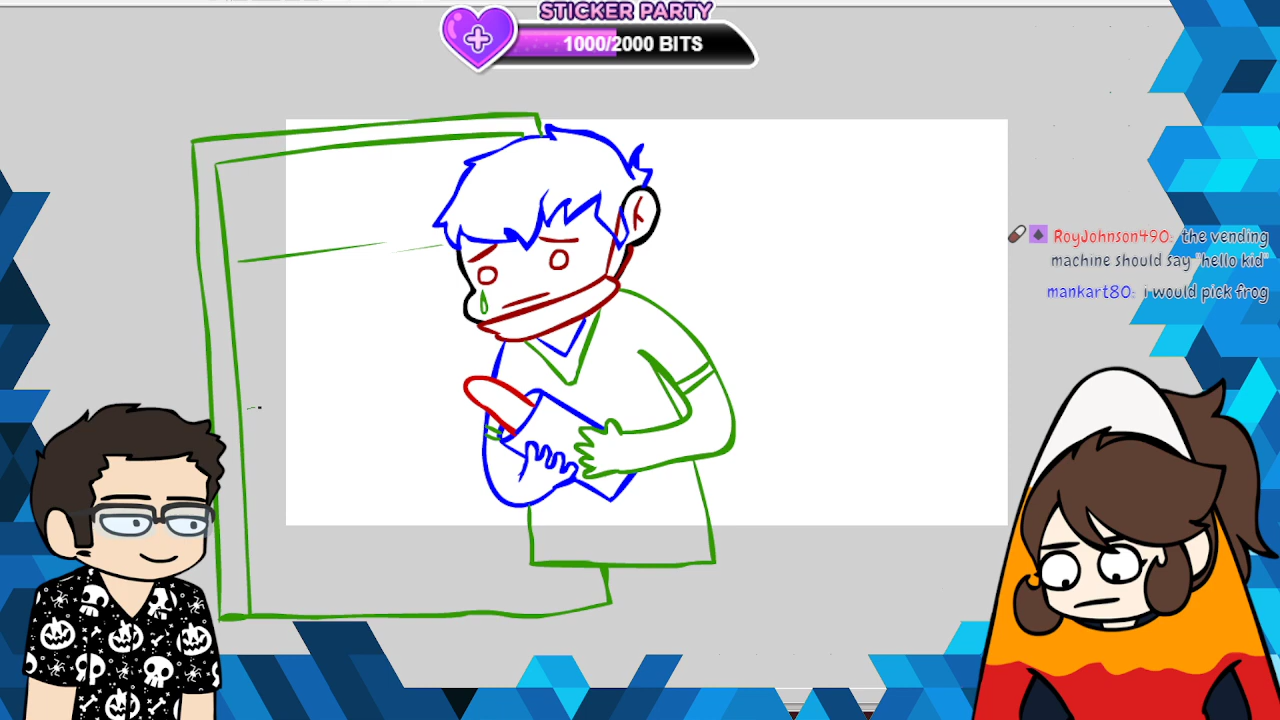 STICKER PARTY
1000/2000 BITS
RoyJohnson490: the vending
machine should say "hello kid"
mankart80: i would pick frog